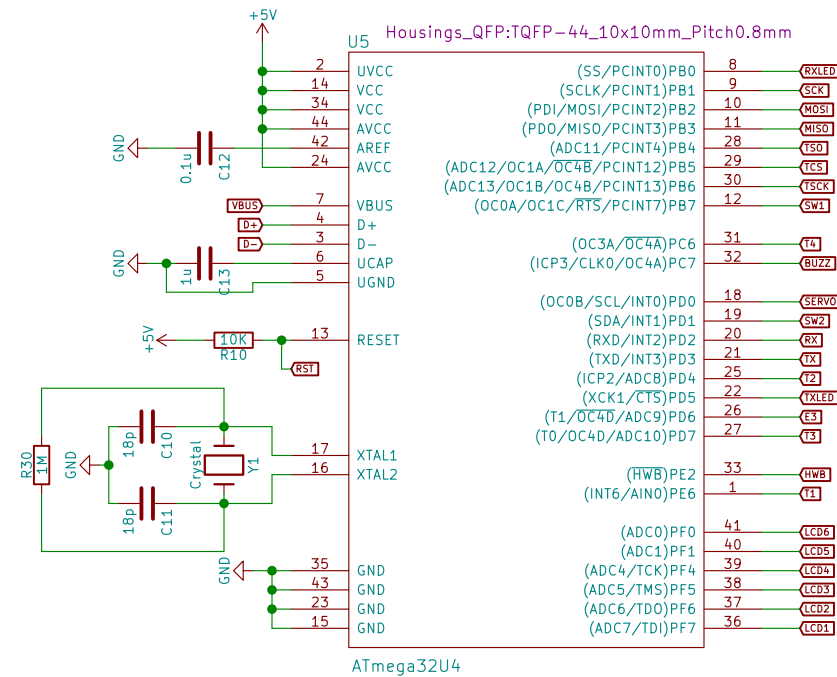 +5V
Housings_QFP:TQFP-44_10x10mm_Pitch0.8mm
U5
2 UVCC
14 VCC
34 VCC
44 AVCC
GND 0.1u C12 42 AREF
24 AVCC
VBUS 7 VBUS
D+ 4 D+
D- 3 D-
GND 1u C13 6 UCAP
5 UGND
+5V 10K R10 13 RESET
RST
R30 1M
GND
18p C10
18p C11
Crystal Y1
17 XTAL1
16 XTAL2
GND 35 GND
43 GND
23 GND
15 GND
(SS/PCINT0)PB0 8 RXLED
(SCLK/PCINT1)PB1 9 SCK
(PDI/MOSI/PCINT2)PB2 10 MOSI
(PDO/MISO/PCINT3)PB3 11 MISO
(ADC11/PCINT4)PB4 28 TSO
(ADC12/OC1A/OC4B/PCINT12)PB5 29 TCS
(ADC13/OC1B/OC4B/PCINT13)PB6 30 TSCK
(OC0A/OC1C/RTS/PCINT7)PB7 12 SW1
(OC3A/OC4A)PC6 31 T4
(ICP3/CLK0/OC4A)PC7 32 BUZZ
(OC0B/SCL/INT0)PD0 18 SERVO
(SDA/INT1)PD1 19 SW2
(RXD/INT2)PD2 20 RX
(TXD/INT3)PD3 21 TX
(ICP2/ADC8)PD4 25 T2
(XCK1/CTS)PD5 22 TXLED
(T1/OC4D/ADC9)PD6 26 E3
(T0/OC4D/ADC10)PD7 27 T3
(HWB)PE2 33 HWB
(INT6/AIN0)PE6 1 T1
(ADC0)PF0 41 LCD6
(ADC1)PF1 40 LCD5
(ADC4/TCK)PF4 39 LCD4
(ADC5/TMS)PF5 38 LCD3
(ADC6/TDO)PF6 37 LCD2
(ADC7/TDI)PF7 36 LCD1
ATmega32U4